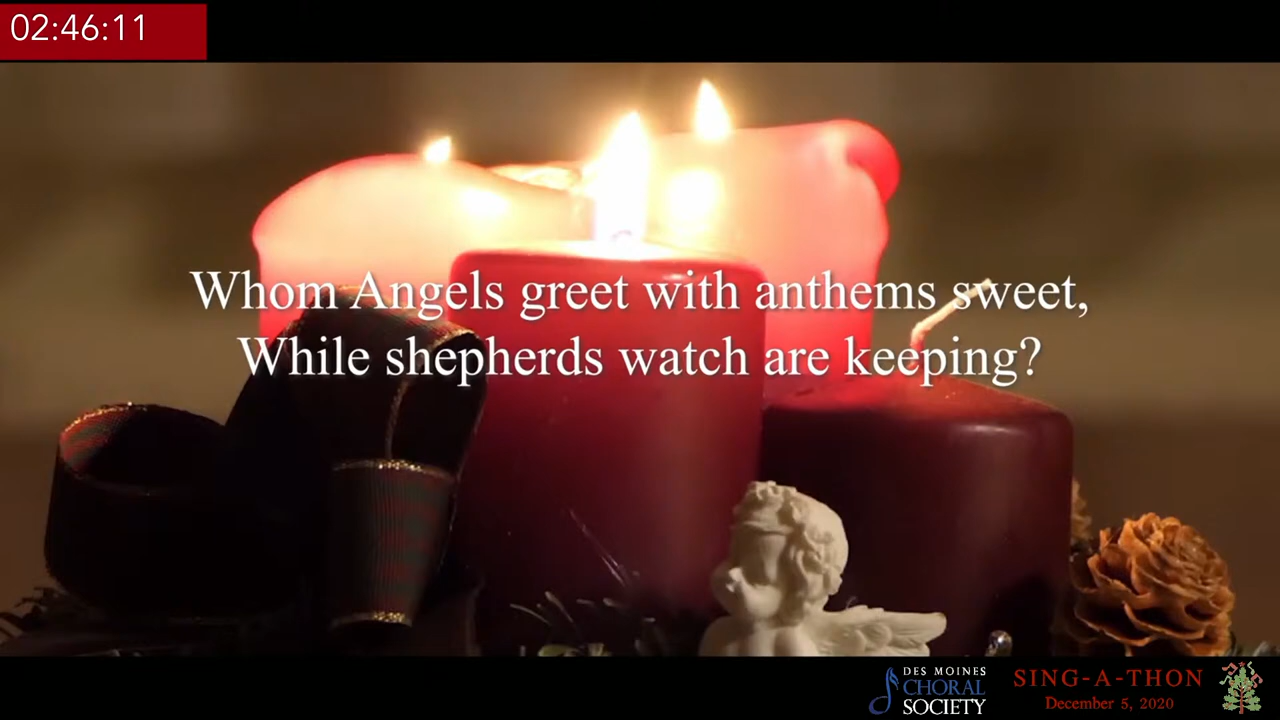 02:46:11
Whom Angels greet with anthems sweet,
While shepherds watch are keeping?
DES MOINES
CHORAL
SOCIETY
SING-A-THON
December 5, 2020